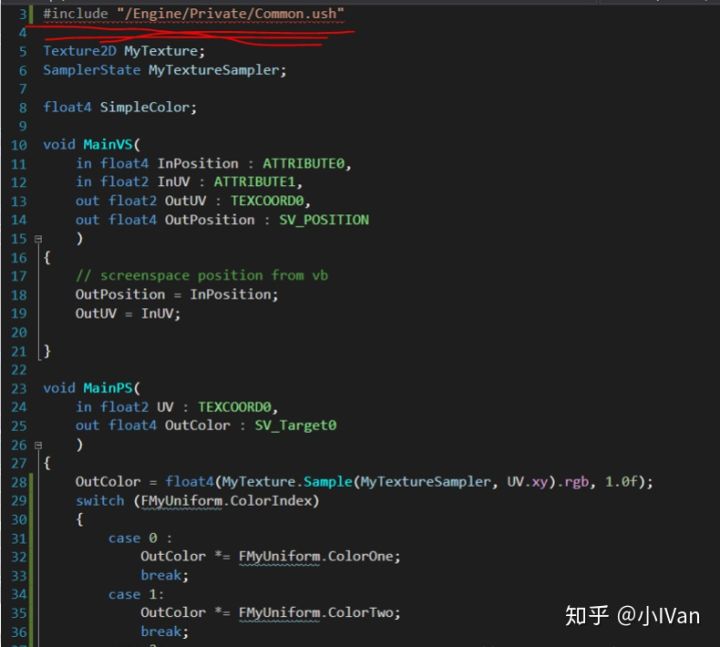 3 #include "/Engine/Private/Common.ush"
4
5 Texture2D MyTexture;
6 SamplerState MyTextureSampler;
7
8 float4 SimpleColor;
9
10 void MainVS(
11 in float4 InPosition : ATTRIBUTE0,
12 in float2 InUV : ATTRIBUTE1,
13 out float2 OutUV : TEXCOORD0,
14 out float4 OutPosition : SV_POSITION
15 )
16 {
17 // screenspace position from vb
18 OutPosition = InPosition;
19 OutUV = InUV;
20
21 }
22
23 void MainPS(
24 in float2 UV : TEXCOORD0,
25 out float4 OutColor : SV_Target0
26 )
27 {
28 OutColor = float4(MyTexture.Sample(MyTextureSampler, UV.xy).rgb, 1.0f);
29 switch (FMyUniform.ColorIndex)
30 {
31 case 0 :
32 OutColor *= FMyUniform.ColorOne;
33 break;
34 case 1:
35 OutColor *= FMyUniform.ColorTwo;
36 break;
知乎 @小IVan